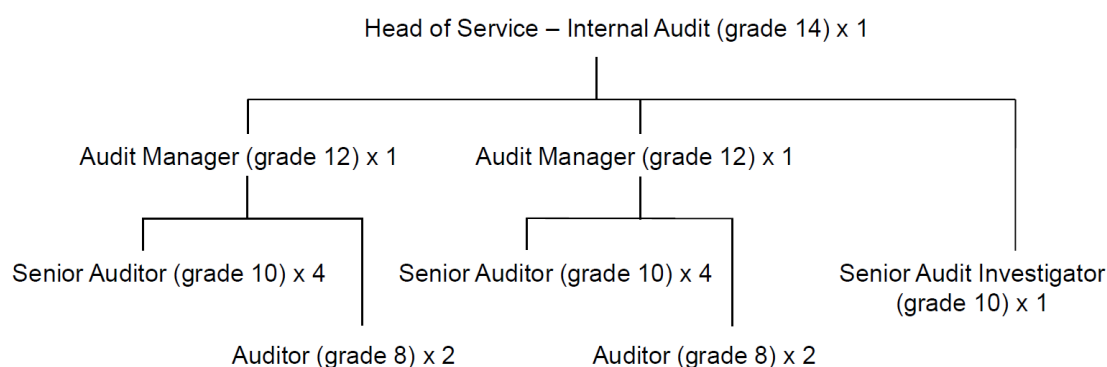 Head of Service – Internal Audit (grade 14) x 1
Audit Manager (grade 12) x 1
Audit Manager (grade 12) x 1
Senior Auditor (grade 10) x 4
Senior Auditor (grade 10) x 4
Senior Audit Investigator
(grade 10) x 1
Auditor (grade 8) x 2
Auditor (grade 8) x 2